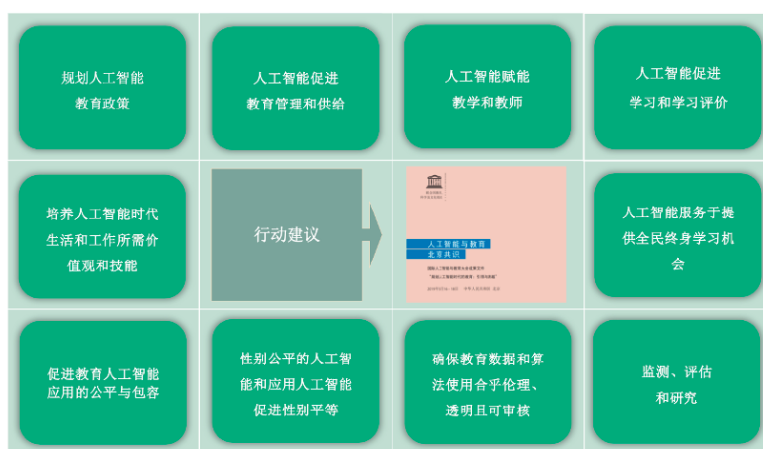 规划人工智能
教育政策
人工智能促进
教育管理和供给
人工智能赋能
教学和教师
人工智能促进
学习和学习评价
培养人工智能时代
生活和工作所需价
值观和技能
行动建议
人工智能与教育
北京共识
人工智能服务于提
供全民终身学习机
会
促进教育人工智能
应用的公平与包容
性别公平的人工智
能和应用人工智能
促进性别平等
确保教育数据和算
法使用合乎伦理、
透明且可审核
监测、评估
和研究